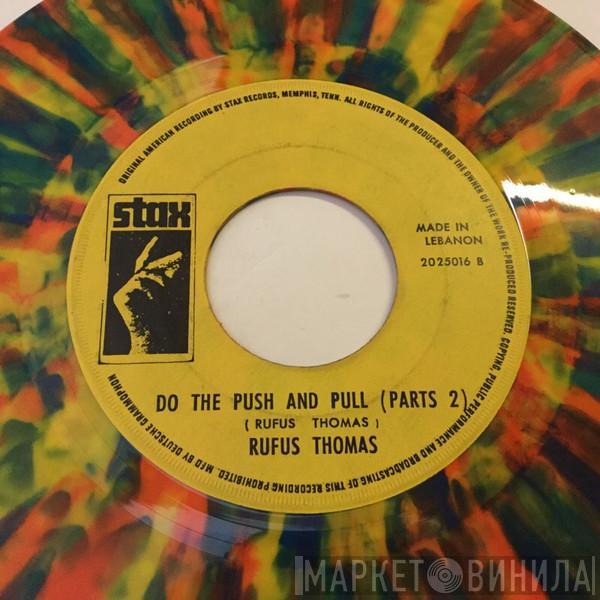 ORIGINAL AMERICAN RECORDING BY STAX RECORDS, MEMPHIS, TENN. ALL RIGHTS OF THE PRODUCER AND THE OWNER OF THE WORK RE-PRODUCED RESERVED. COPYING, PUBLIC PERFORMANCE AND BROADCASTING OF THIS RECORDING PROHIBITED. MFD BY DEUTSCHE GRAMMOPHON
stax
MADE IN
LEBANON
2025016 B
DO THE PUSH AND PULL (PARTS 2)
( RUFUS THOMAS )
RUFUS THOMAS
МАРКЕТ ВИНИЛА